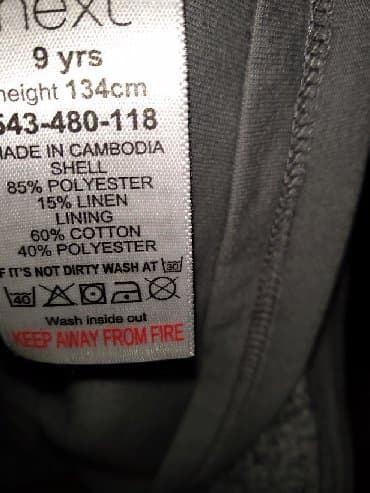 next
9 yrs
height 134cm
543-480-118
MADE IN CAMBODIA
SHELL
85% POLYESTER
15% LINEN
LINING
60% COTTON
40% POLYESTER
IF IT'S NOT DIRTY WASH AT 30
40
Wash inside out
KEEP AWAY FROM FIRE